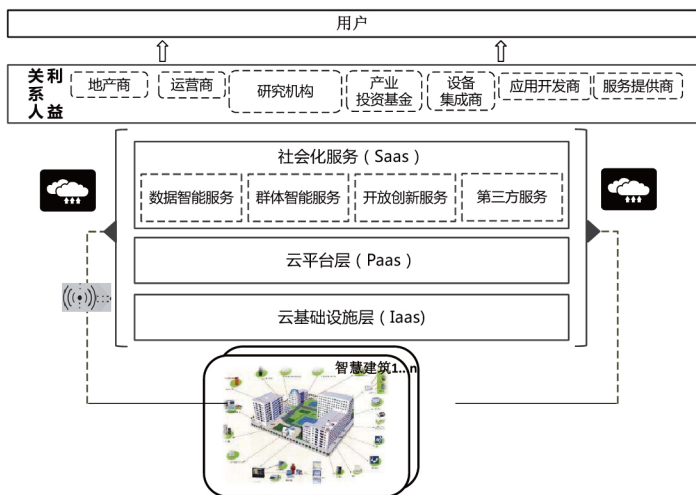 用户
利益
关系人
地产商
运营商
研究机构
产业
投资基金
设备
集成商
应用开发商
服务提供商
社会化服务（Saas）
数据智能服务
群体智能服务
开放创新服务
第三方服务
云平台层（Paas）
云基础设施层（Iaas)
智慧建筑1...n